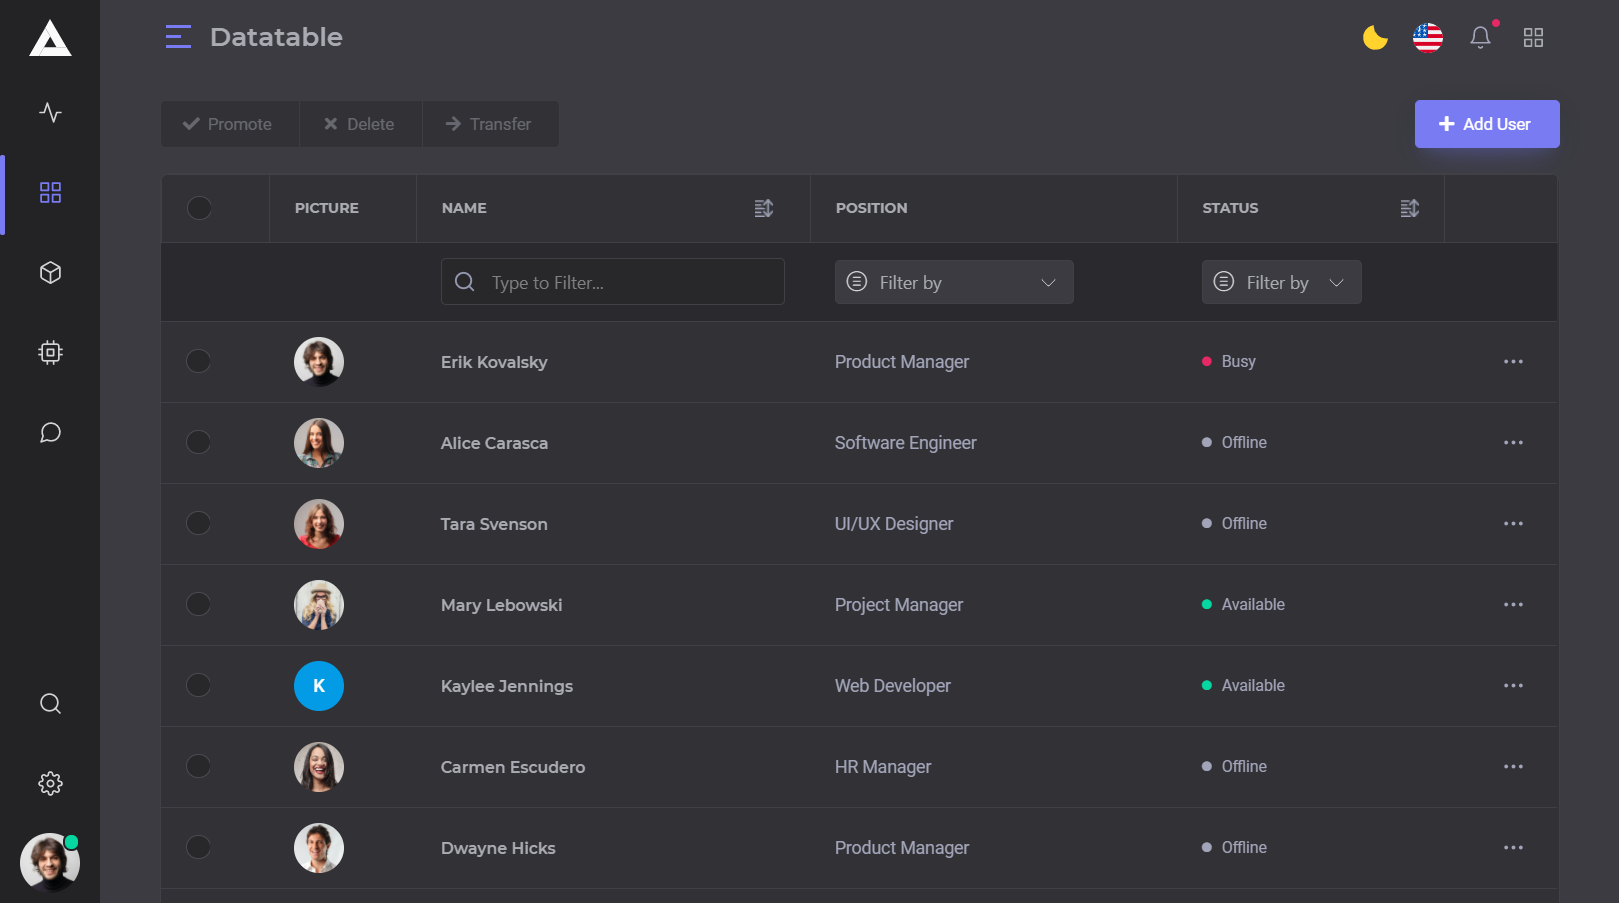 Datatable
Promote Delete Transfer
Add User
PICTURE NAME POSITION STATUS
Type to Filter... Filter by Filter by
Erik Kovalsky Product Manager Busy
Alice Carasca Software Engineer Offline
Tara Svenson UI/UX Designer Offline
Mary Lebowski Project Manager Available
K Kaylee Jennings Web Developer Available
Carmen Escudero HR Manager Offline
Dwayne Hicks Product Manager Offline